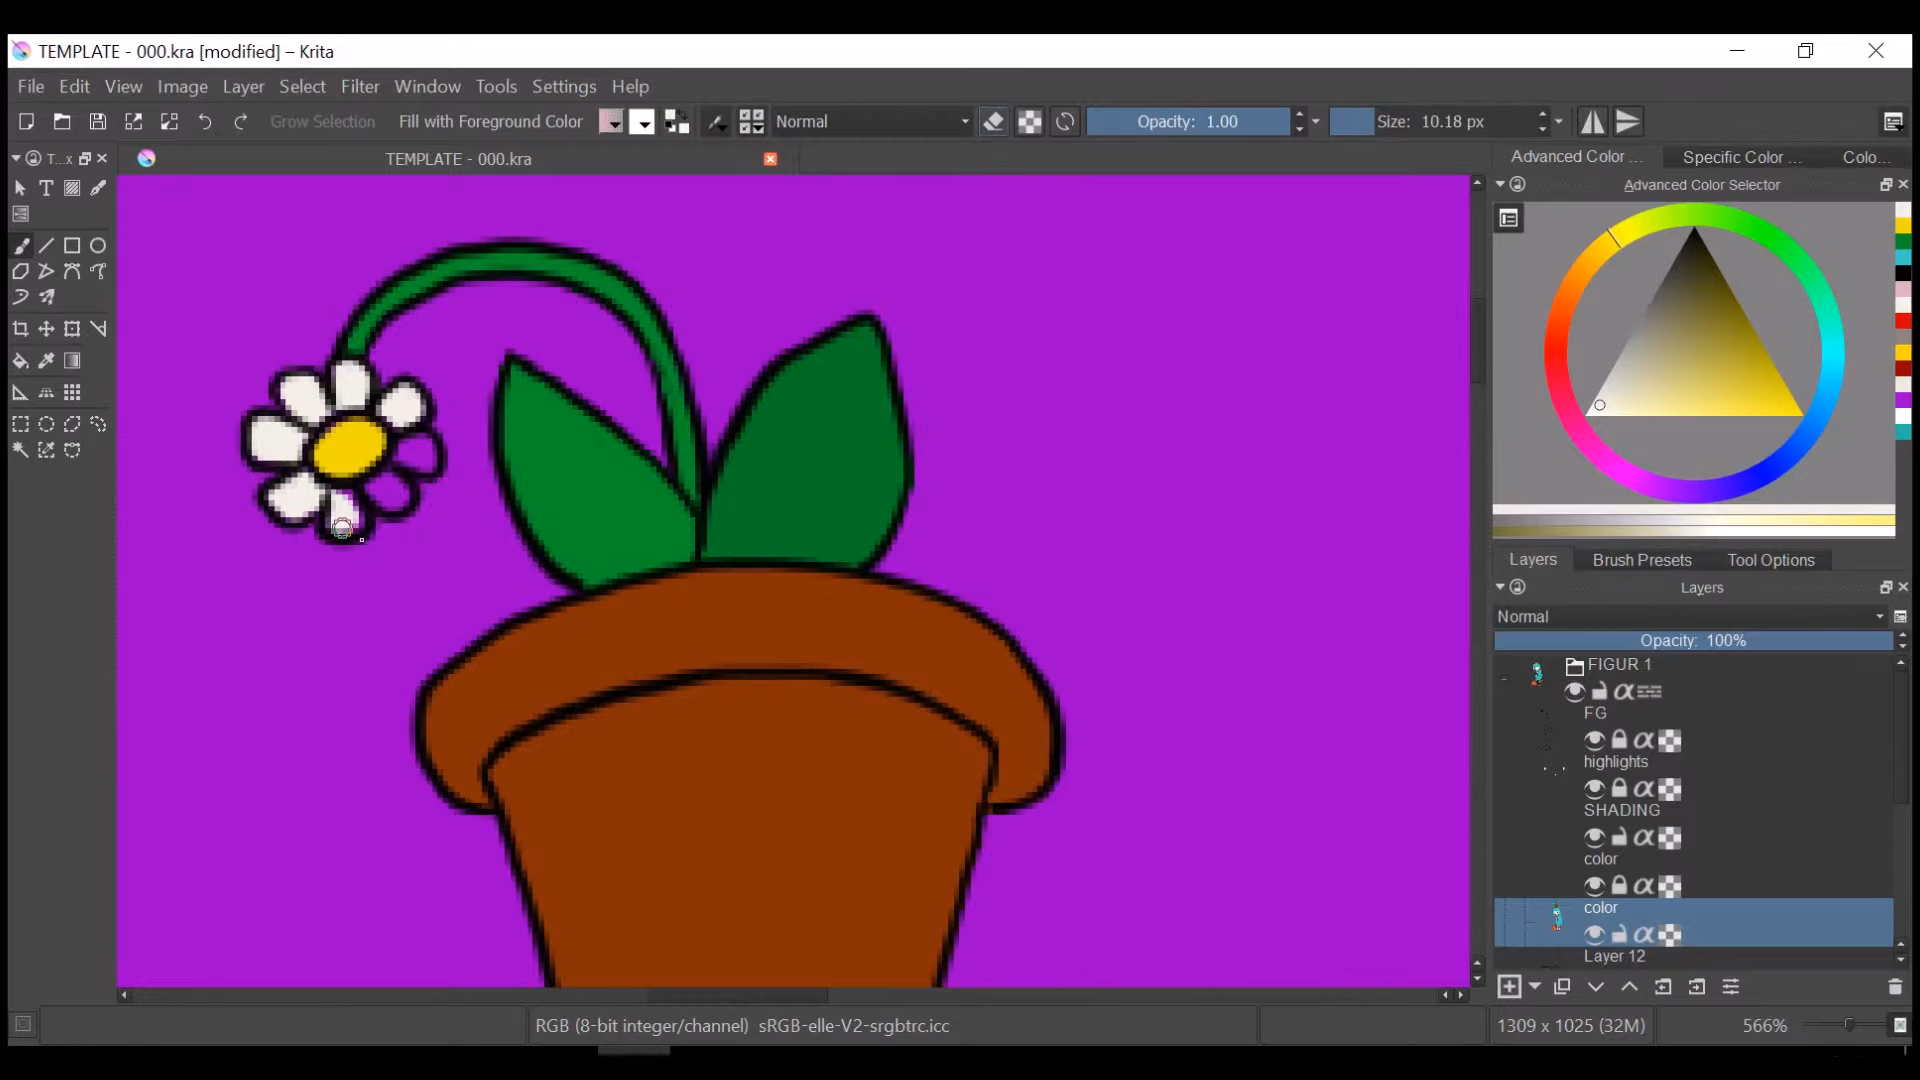 TEMPLATE - 000.kra [modified] – Krita
File Edit View Image Layer Select Filter Tools Window Settings Help
Grow Selection Fill with Foreground Color Normal Opacity: 1.00 Size: 10.18 px
T...x TEMPLATE - 000.kra
Advanced Color ... Specific Color ... Colo...
Advanced Color Selector
Layers Brush Presets Tool Options
Layers
Normal
Opacity: 100%
FIGUR 1
FG
highlights
SHADING
color
color
Layer 12
RGB (8-bit integer/channel) sRGB-elle-V2-srgbtrc.icc
1309 x 1025 (32M) 566%